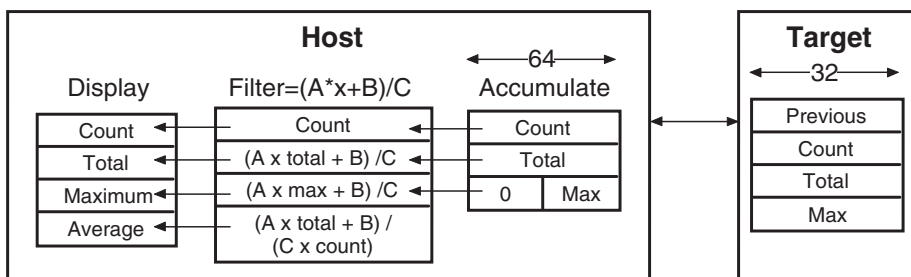 Host
Target
64
32
Display
Filter=(A*x+B)/C
Accumulate
Count
Count
Count
Total
(A x total + B) /C
Total
Maximum
(A x max + B) /C
0
Max
Average
(A x total + B) /
(C x count)
Previous
Count
Total
Max